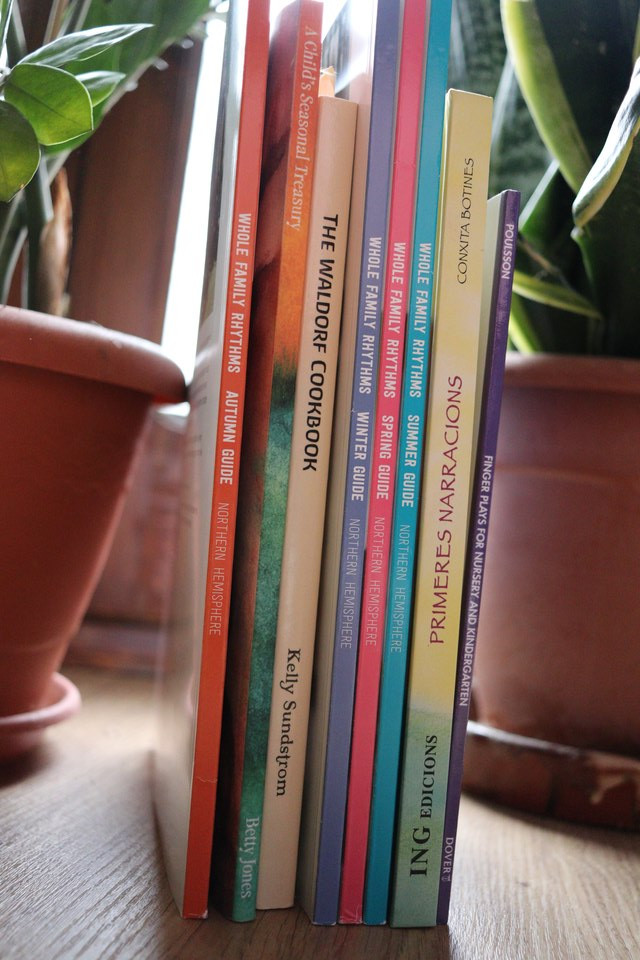 WHOLE FAMILY RHYTHMS AUTUMN GUIDE NORTHERN HEMISPHERE
A Child's Seasonal Treasury Betty Jones
THE WALDORF COOKBOOK Kelly Sundstrom
WHOLE FAMILY RHYTHMS WINTER GUIDE NORTHERN HEMISPHERE
WHOLE FAMILY RHYTHMS SPRING GUIDE NORTHERN HEMISPHERE
WHOLE FAMILY RHYTHMS SUMMER GUIDE NORTHERN HEMISPHERE
ING EDICIONS PRIMERES NARRACIONS CONXITA BOTINES
POULSSON FINGER PLAYS FOR NURSERY AND KINDERGARTEN DOVER